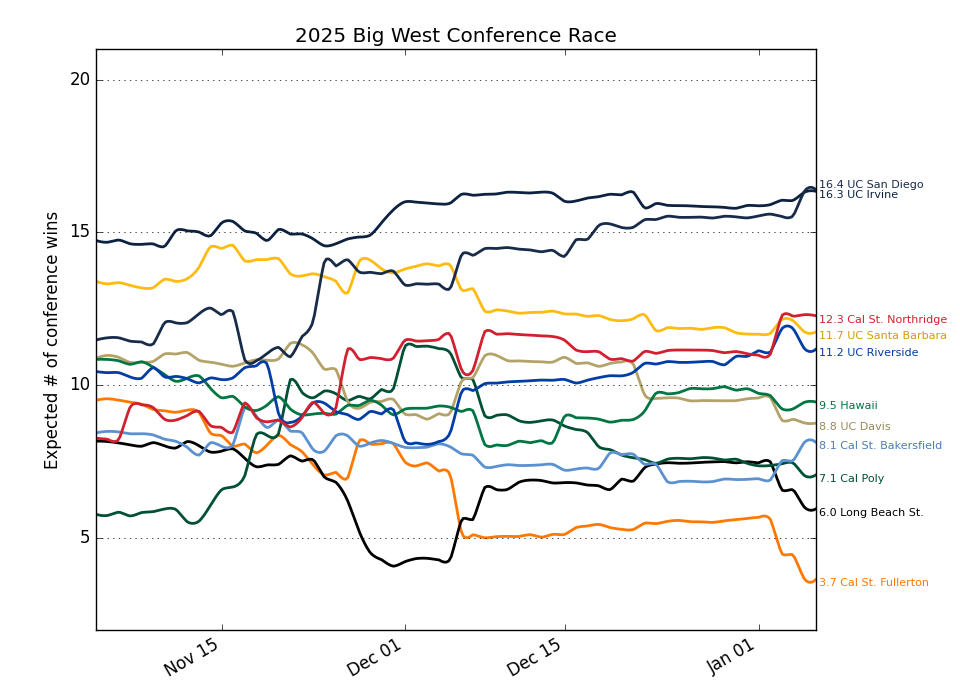 2025 Big West Conference Race
Expected # of conference wins
20
15
10
5
Nov 15
Dec 01
Dec 15
Jan 01
16.4 UC San Diego
16.3 UC Irvine
12.3 Cal St. Northridge
11.7 UC Santa Barbara
11.2 UC Riverside
9.5 Hawaii
8.8 UC Davis
8.1 Cal St. Bakersfield
7.1 Cal Poly
6.0 Long Beach St.
3.7 Cal St. Fullerton